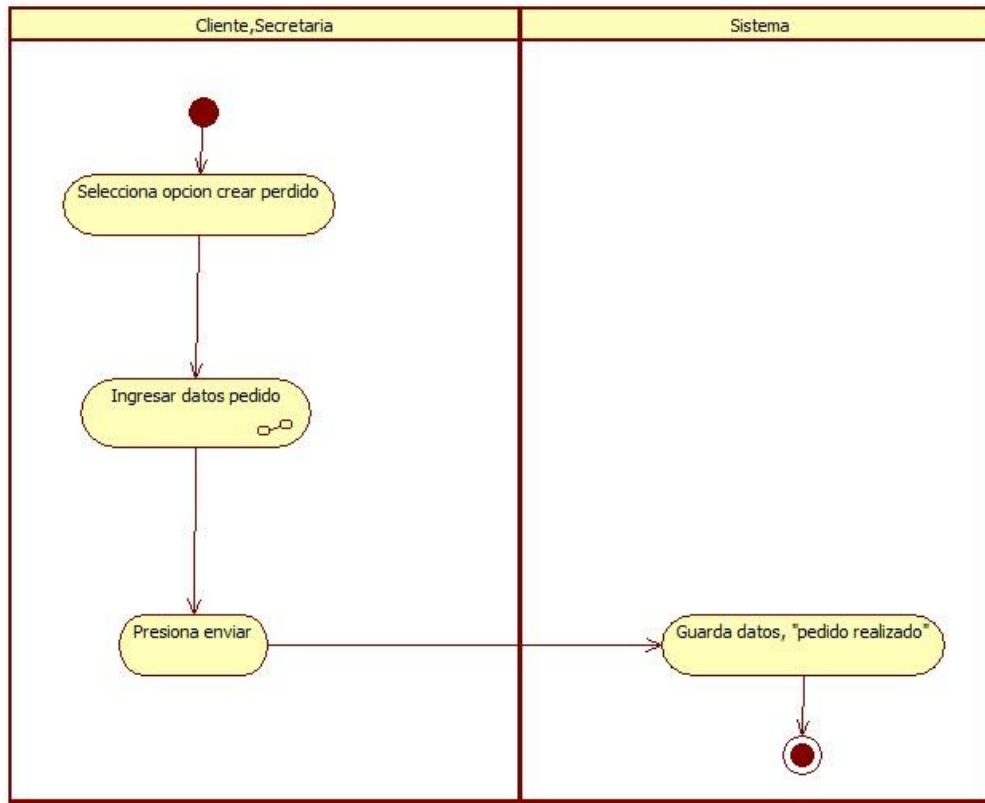 Cliente,Secretaria
Sistema
Selecciona opcion crear perdido
Ingresar datos pedido
Presiona enviar
Guarda datos, "pedido realizado"